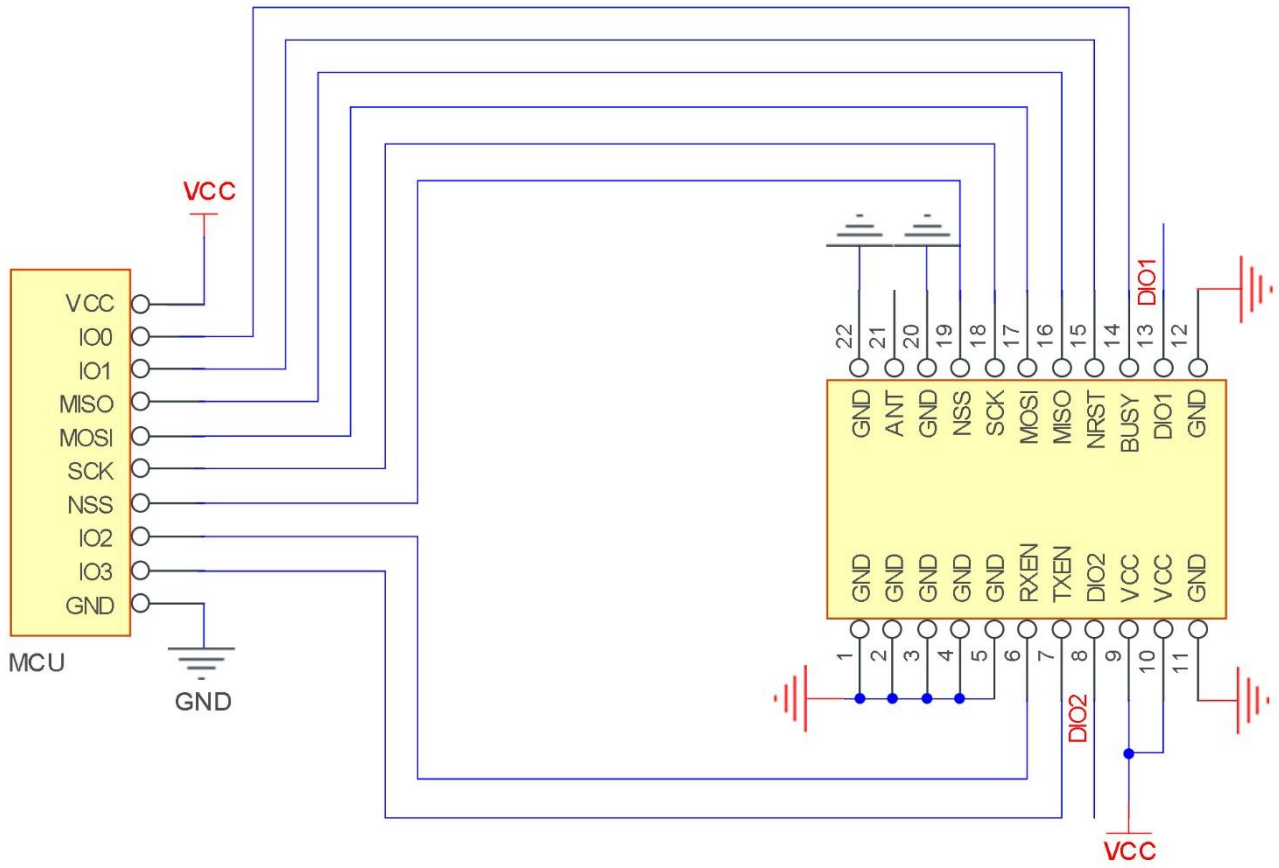 VCC
VCC
IO0
IO1
MISO
MOSI
SCK
NSS
IO2
IO3
GND
MCU
GND
DIO1
22 21 20 19 18 17 16 15 14 13 12
GND ANT GND NSS SCK MOSI MISO NRST BUSY DIO1 GND
GND GND GND GND GND RXEN TXEN DIO2 VCC VCC GND
1 2 3 4 5 6 7 8 9 10 11
DIO2
VCC